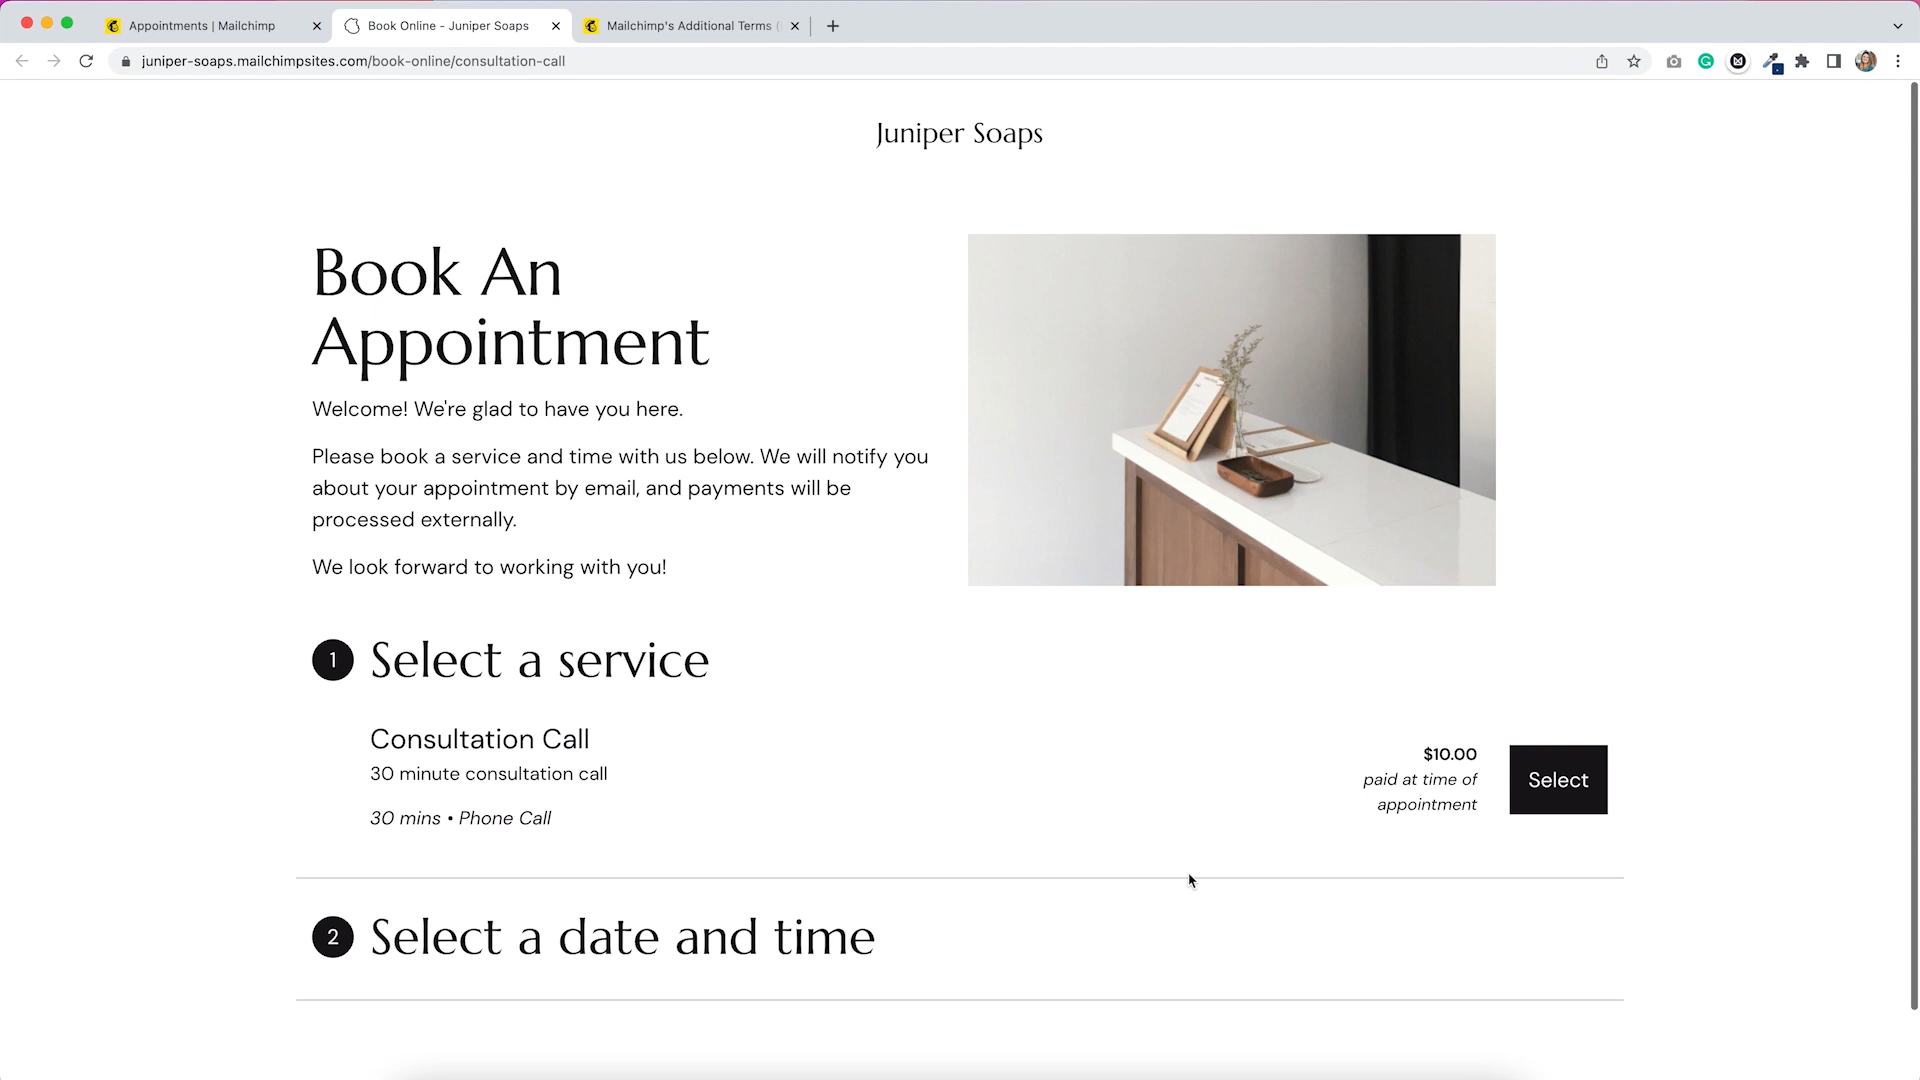 Appointments | Mailchimp
Book Online - Juniper Soaps
Mailchimp's Additional Terms (
juniper-soaps.mailchimpsites.com/book-online/consultation-call
Juniper Soaps
Book An
Appointment
Welcome! We're glad to have you here.
Please book a service and time with us below. We will notify you
about your appointment by email, and payments will be
processed externally.
We look forward to working with you!
1 Select a service
Consultation Call
30 minute consultation call
30 mins • Phone Call
$10.00
paid at time of
appointment
Select
2 Select a date and time